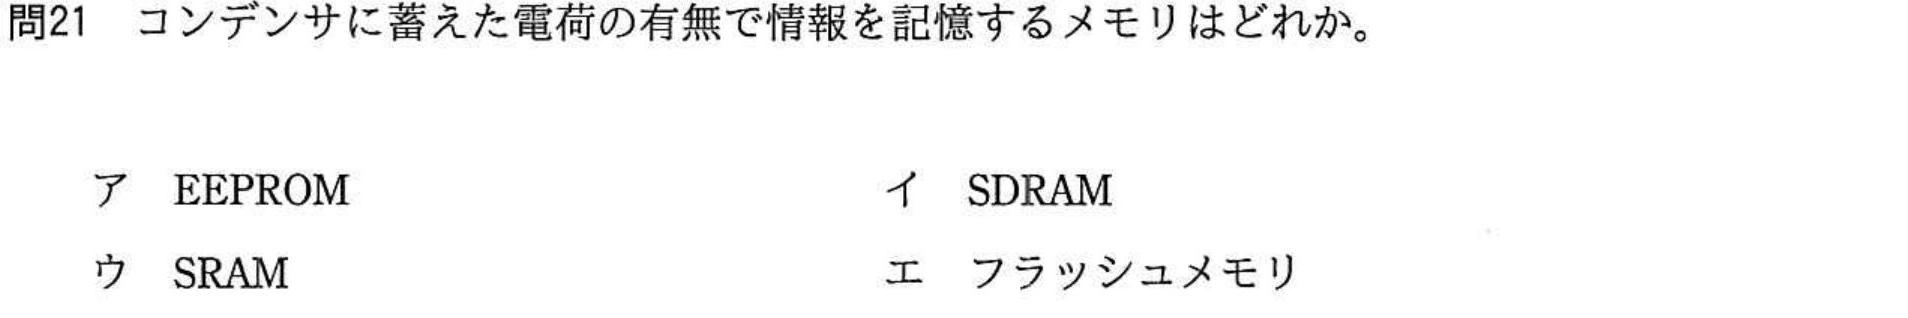 問21　コンデンサに蓄えた電荷の有無で情報を記憶するメモリはどれか。
ア　EEPROM　イ　SDRAM
ウ　SRAM　エ　フラッシュメモリ